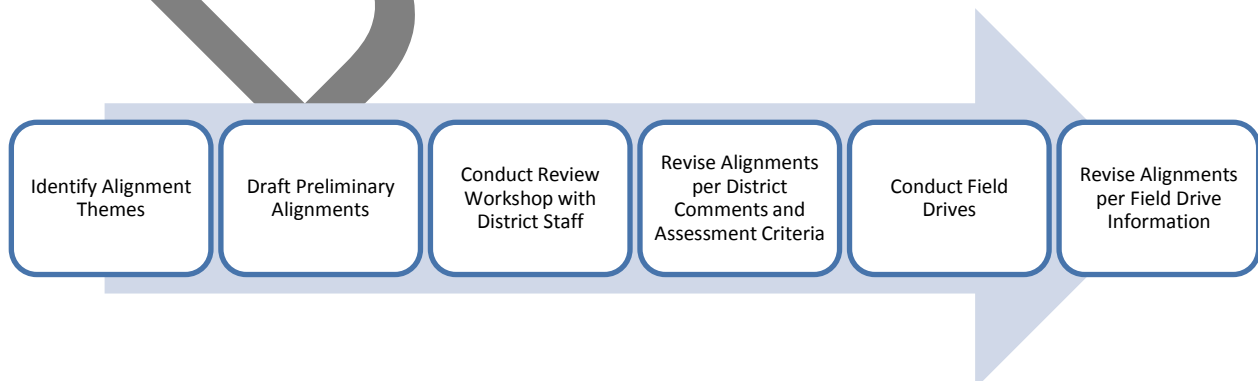 Identify Alignment
Themes
Draft Preliminary
Alignments
Conduct Review
Workshop with
District Staff
Revise Alignments
per District
Comments and
Assessment Criteria
Conduct Field
Drives
Revise Alignments
per Field Drive
Information